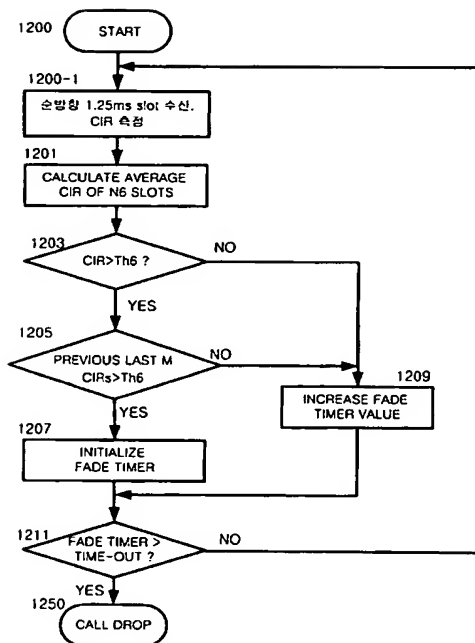 1200
START
1200-1
순방향 1.25ms slot 수신,
CIR 측정
1201
CALCULATE AVERAGE
CIR OF N6 SLOTS
1203
CIR>Th6 ?
NO
YES
1205
PREVIOUS LAST M
CIRs>Th6
NO
YES
1209
INCREASE FADE
TIMER VALUE
1207
INITIALIZE
FADE TIMER
1211
FADE TIMER >
TIME-OUT ?
NO
YES
1250
CALL DROP